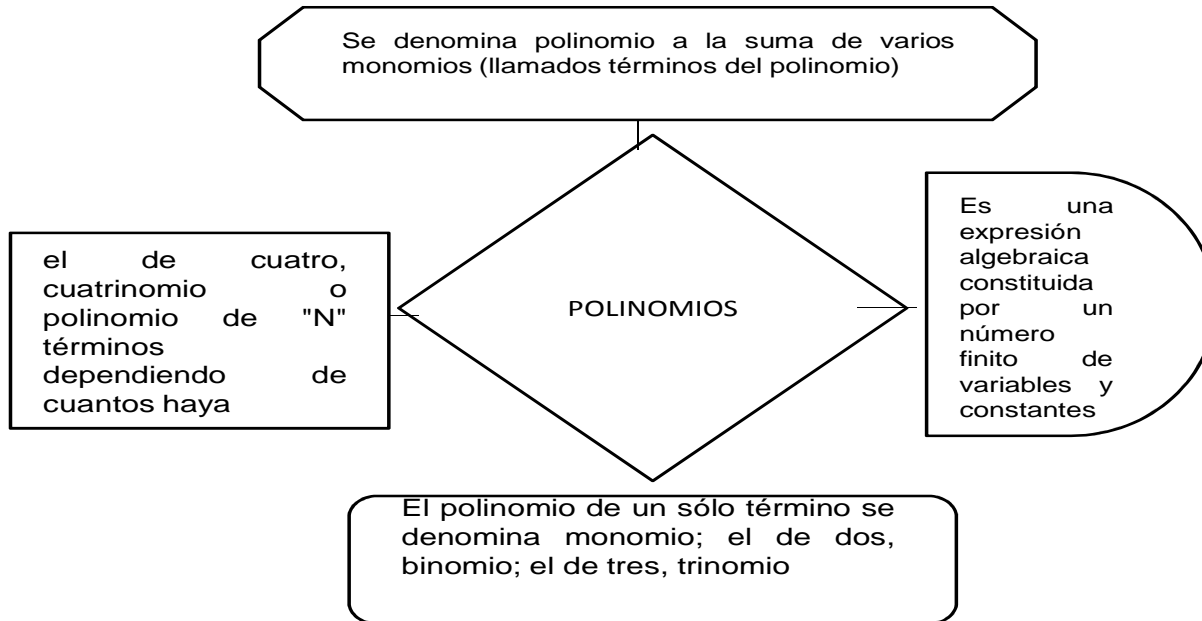 Se denomina polinomio a la suma de varios
monomios (llamados términos del polinomio)
el de cuatro,
cuatrinomio o
polinomio de "N"
términos
dependiendo de
cuantos haya
POLINOMIOS
Es una
expresión
algebraica
constituida
por un
número
finito de
variables y
constantes
El polinomio de un sólo término se
denomina monomio; el de dos,
binomio; el de tres, trinomio